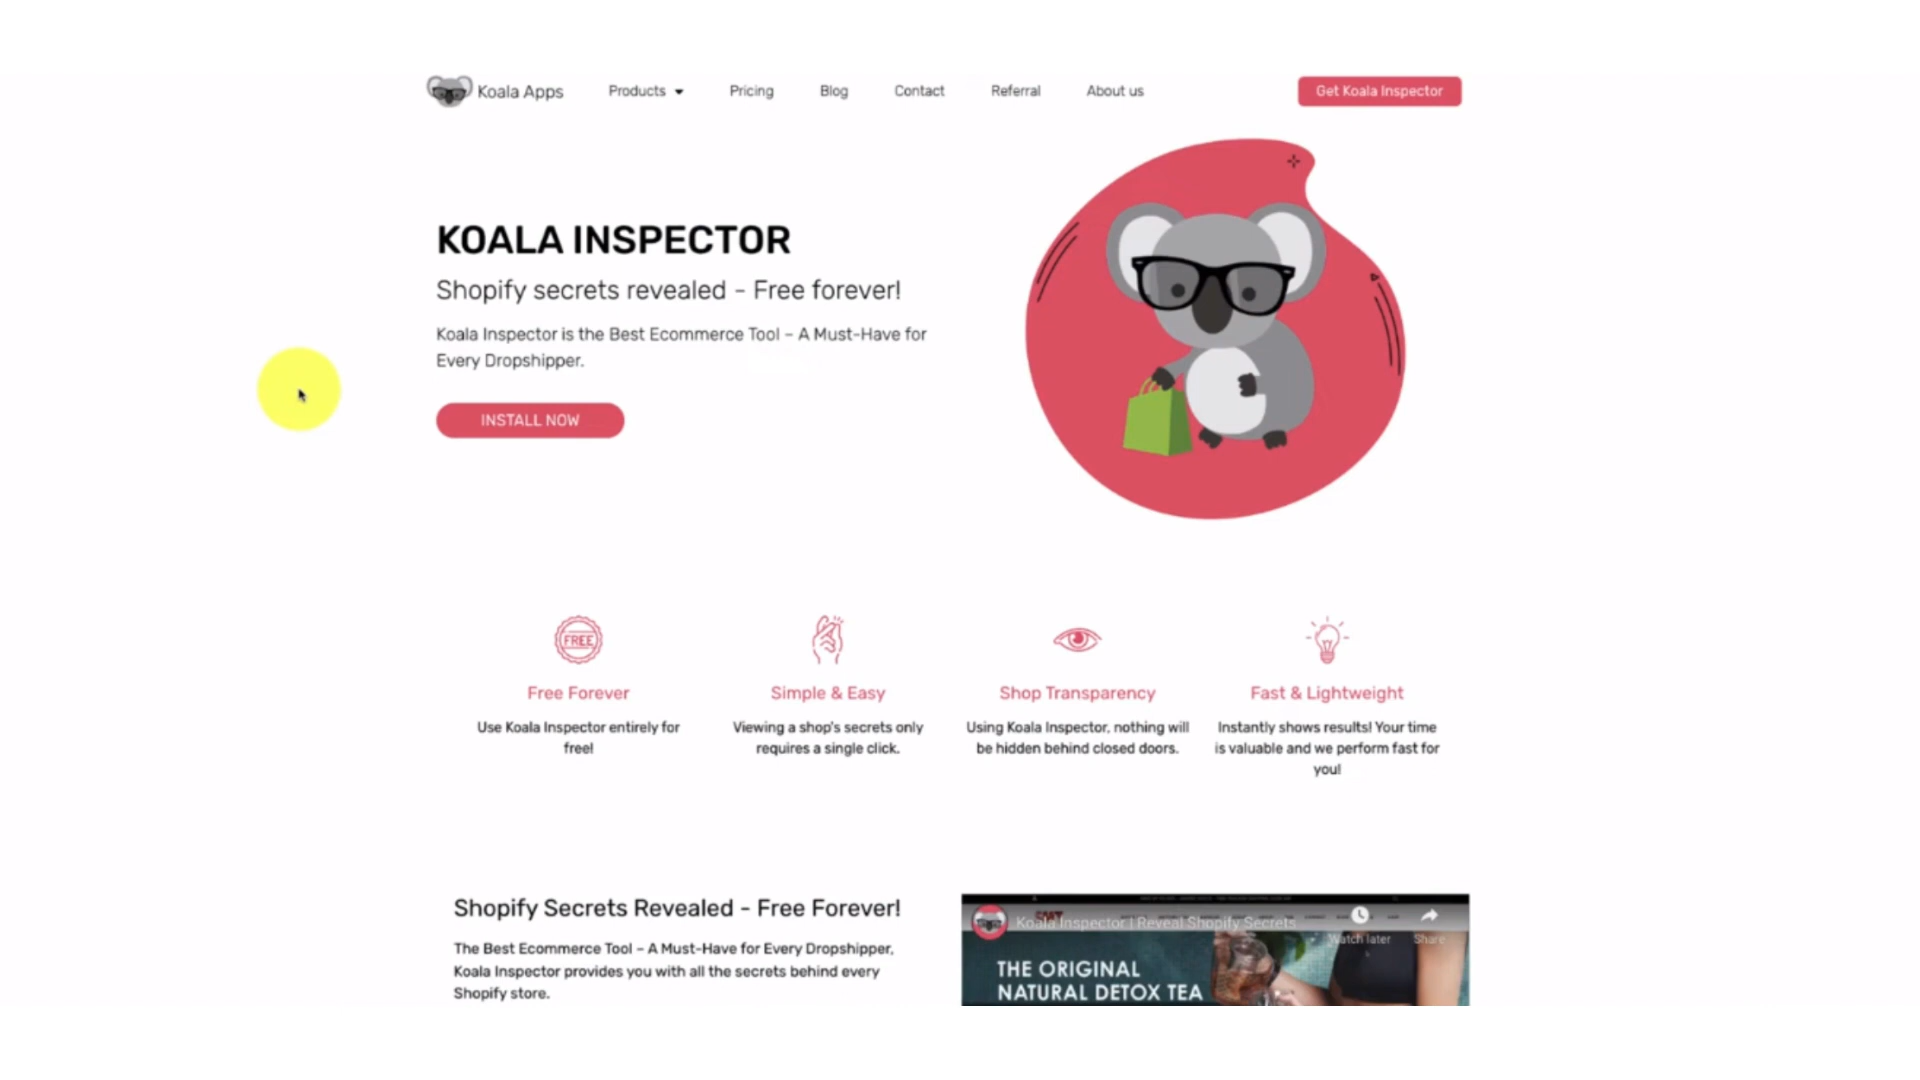 Koala Apps Products Pricing Blog Contact Referral About us Get Koala Inspector
KOALA INSPECTOR
Shopify secrets revealed - Free forever!
Koala Inspector is the Best Ecommerce Tool – A Must-Have for
Every Dropshipper.
INSTALL NOW
FREE
Free Forever
Use Koala Inspector entirely for
free!
Simple & Easy
Viewing a shop's secrets only
requires a single click.
Shop Transparency
Using Koala Inspector, nothing will
be hidden behind closed doors.
Fast & Lightweight
Instantly shows results! Your time
is valuable and we perform fast for
you!
Shopify Secrets Revealed - Free Forever!
The Best Ecommerce Tool – A Must-Have for Every Dropshipper,
Koala Inspector provides you with all the secrets behind every
Shopify store.
Koala Inspector | Reveal Shopify Secrets
Watch later Share
THE ORIGINAL
NATURAL DETOX TEA